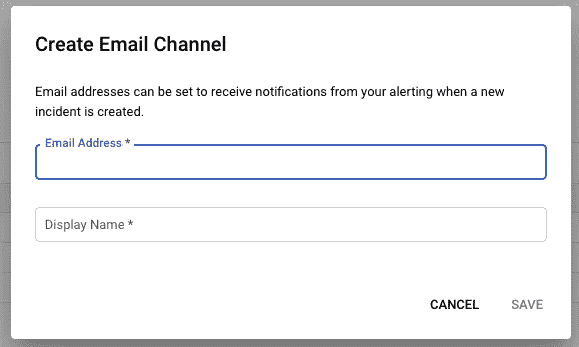 Create Email Channel
Email addresses can be set to receive notifications from your alerting when a new
incident is created.
Email Address *
Display Name *
CANCEL SAVE